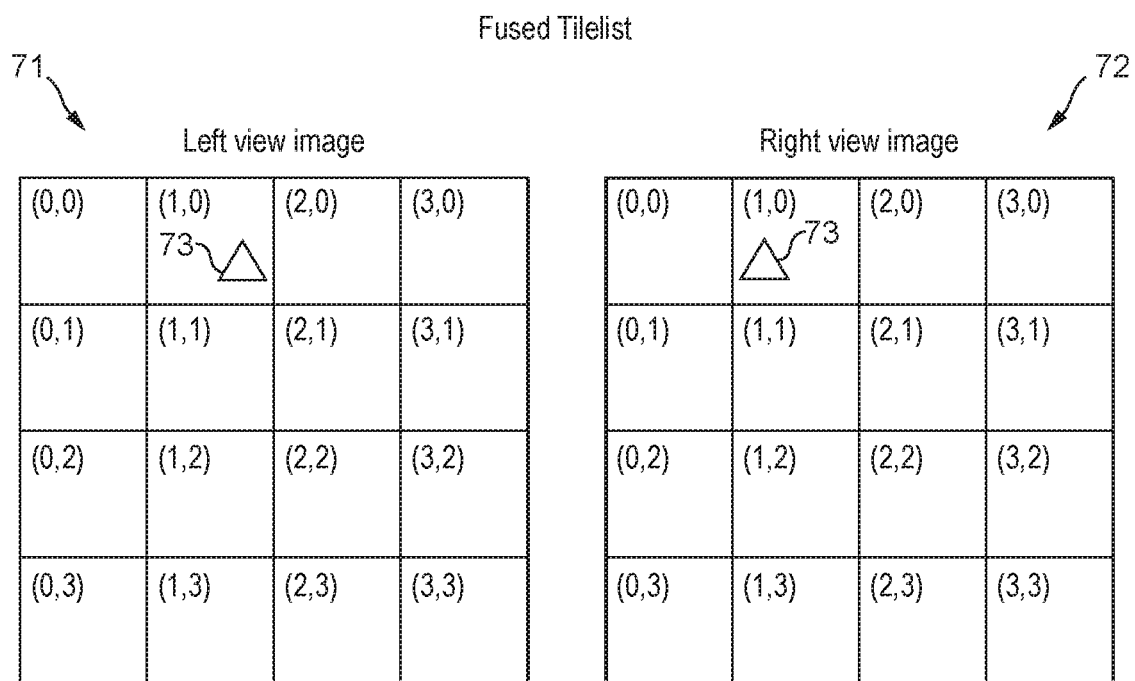 Fused Tilelist
71
72
Left view image
Right view image
(0,0) (1,0) (2,0) (3,0)
73
(0,1) (1,1) (2,1) (3,1)
(0,2) (1,2) (2,2) (3,2)
(0,3) (1,3) (2,3) (3,3)
(0,0) (1,0) (2,0) (3,0)
73
(0,1) (1,1) (2,1) (3,1)
(0,2) (1,2) (2,2) (3,2)
(0,3) (1,3) (2,3) (3,3)